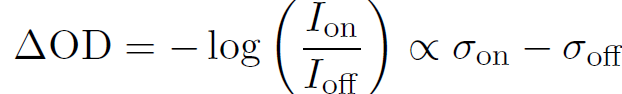 ΔOD = − log (I_on / I_off) ∝ σ_on − σ_off